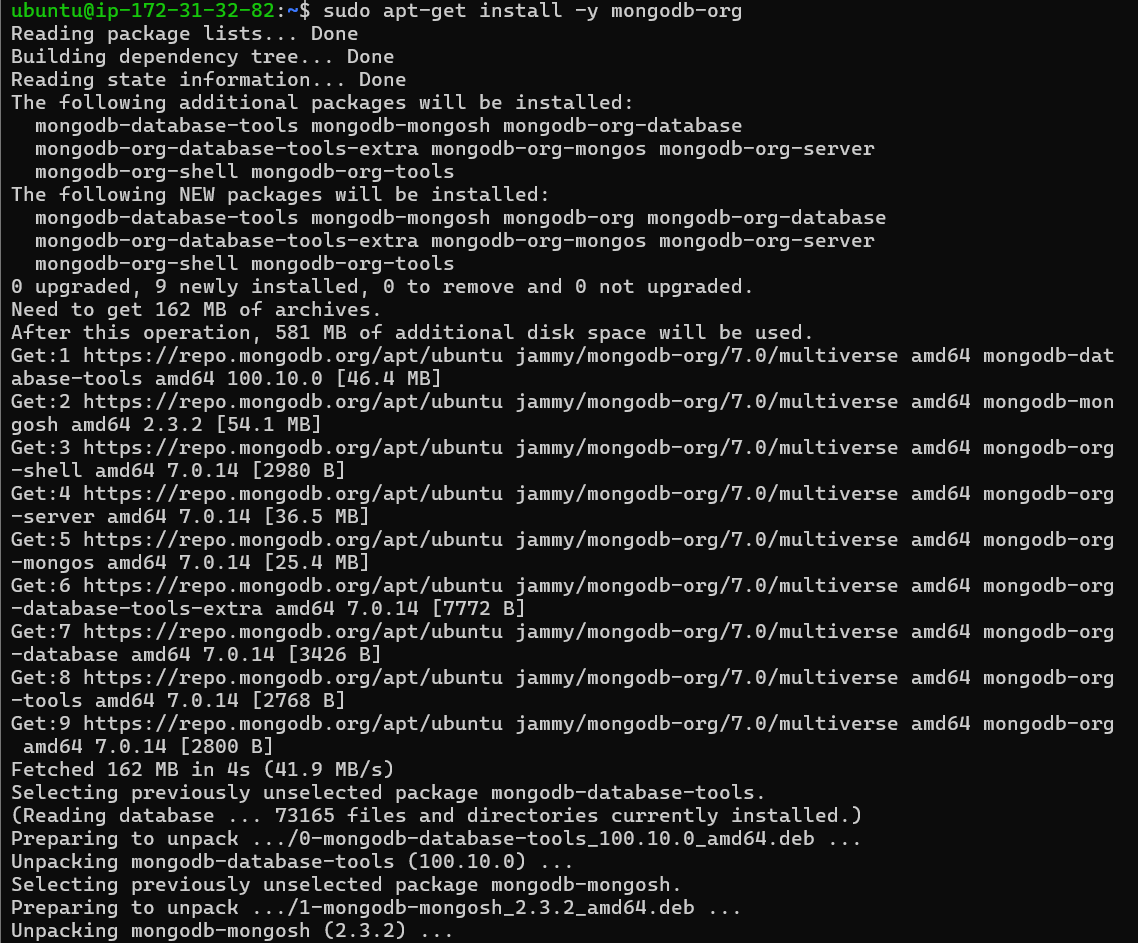 ubuntu@ip-172-31-32-82:~$ sudo apt-get install -y mongodb-org
Reading package lists... Done
Building dependency tree... Done
Reading state information... Done
The following additional packages will be installed:
  mongodb-database-tools mongodb-mongosh mongodb-org-database
  mongodb-org-database-tools-extra mongodb-org-mongos mongodb-org-server
  mongodb-org-shell mongodb-org-tools
The following NEW packages will be installed:
  mongodb-database-tools mongodb-mongosh mongodb-org mongodb-org-database
  mongodb-org-database-tools-extra mongodb-org-mongos mongodb-org-server
  mongodb-org-shell mongodb-org-tools
0 upgraded, 9 newly installed, 0 to remove and 0 not upgraded.
Need to get 162 MB of archives.
After this operation, 581 MB of additional disk space will be used.
Get:1 https://repo.mongodb.org/apt/ubuntu jammy/mongodb-org/7.0/multiverse amd64 mongodb-dat
abase-tools amd64 100.10.0 [46.4 MB]
Get:2 https://repo.mongodb.org/apt/ubuntu jammy/mongodb-org/7.0/multiverse amd64 mongodb-mon
gosh amd64 2.3.2 [54.1 MB]
Get:3 https://repo.mongodb.org/apt/ubuntu jammy/mongodb-org/7.0/multiverse amd64 mongodb-org
-shell amd64 7.0.14 [2980 B]
Get:4 https://repo.mongodb.org/apt/ubuntu jammy/mongodb-org/7.0/multiverse amd64 mongodb-org
-server amd64 7.0.14 [36.5 MB]
Get:5 https://repo.mongodb.org/apt/ubuntu jammy/mongodb-org/7.0/multiverse amd64 mongodb-org
-mongos amd64 7.0.14 [25.4 MB]
Get:6 https://repo.mongodb.org/apt/ubuntu jammy/mongodb-org/7.0/multiverse amd64 mongodb-org
-database-tools-extra amd64 7.0.14 [7772 B]
Get:7 https://repo.mongodb.org/apt/ubuntu jammy/mongodb-org/7.0/multiverse amd64 mongodb-org
-database amd64 7.0.14 [3426 B]
Get:8 https://repo.mongodb.org/apt/ubuntu jammy/mongodb-org/7.0/multiverse amd64 mongodb-org
-tools amd64 7.0.14 [2768 B]
Get:9 https://repo.mongodb.org/apt/ubuntu jammy/mongodb-org/7.0/multiverse amd64 mongodb-org
 amd64 7.0.14 [2800 B]
Fetched 162 MB in 4s (41.9 MB/s)
Selecting previously unselected package mongodb-database-tools.
(Reading database ... 73165 files and directories currently installed.)
Preparing to unpack .../0-mongodb-database-tools_100.10.0_amd64.deb ...
Unpacking mongodb-database-tools (100.10.0) ...
Selecting previously unselected package mongodb-mongosh.
Preparing to unpack .../1-mongodb-mongosh_2.3.2_amd64.deb ...
Unpacking mongodb-mongosh (2.3.2) ...